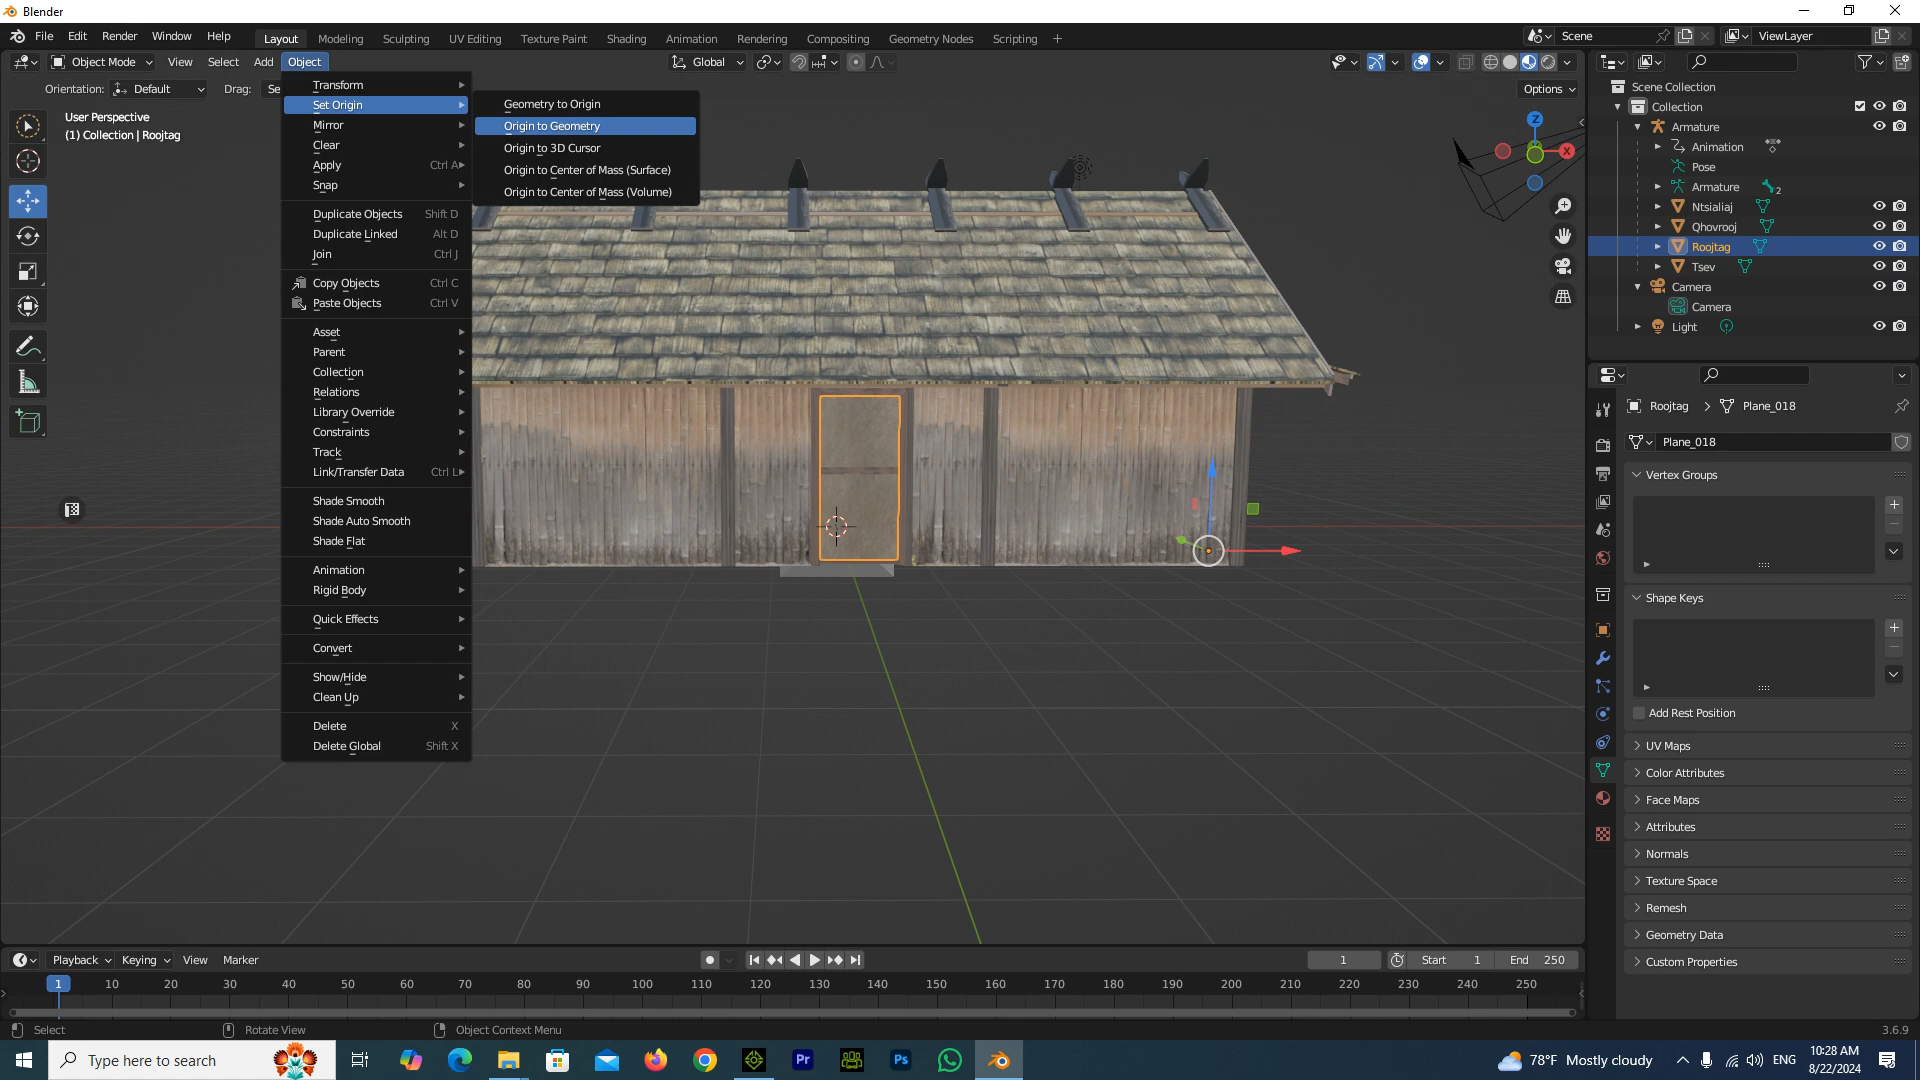 Blender
File Edit Render Window Help Layout Modeling Sculpting UV Editing Texture Paint Shading Animation Rendering Compositing Geometry Nodes Scripting + Scene ViewLayer
Object Mode View Select Add Object Global
Orientation: Default Drag: Se Options
User Perspective
(1) Collection | Roojtag
Transform
Set Origin
Mirror
Clear
Apply Ctrl A
Snap
Duplicate Objects Shift D
Duplicate Linked Alt D
Join Ctrl J
Copy Objects Ctrl C
Paste Objects Ctrl V
Asset
Parent
Collection
Relations
Library Override
Constraints
Track
Link/Transfer Data Ctrl L
Shade Smooth
Shade Auto Smooth
Shade Flat
Animation
Rigid Body
Quick Effects
Convert
Show/Hide
Clean Up
Delete X
Delete Global Shift X
Geometry to Origin
Origin to Geometry
Origin to 3D Cursor
Origin to Center of Mass (Surface)
Origin to Center of Mass (Volume)
Z
X
Scene Collection
Collection
Armature
Animation
Pose
Armature 2
Ntsialiaj
Qhovrooj
Roojtag
Tsev
Camera
Camera
Light
Roojtag > Plane_018
Plane_018
Vertex Groups
Shape Keys
Add Rest Position
UV Maps
Color Attributes
Face Maps
Attributes
Normals
Texture Space
Remesh
Geometry Data
Custom Properties
Playback Keying View Marker 1 Start 1 End 250
1 10 20 30 40 50 60 70 80 90 100 110 120 130 140 150 160 170 180 190 200 210 220 230 240 250
Select Rotate View Object Context Menu 3.6.9
Type here to search Pr Ps 78°F Mostly cloudy ENG 10:28 AM
8/22/2024